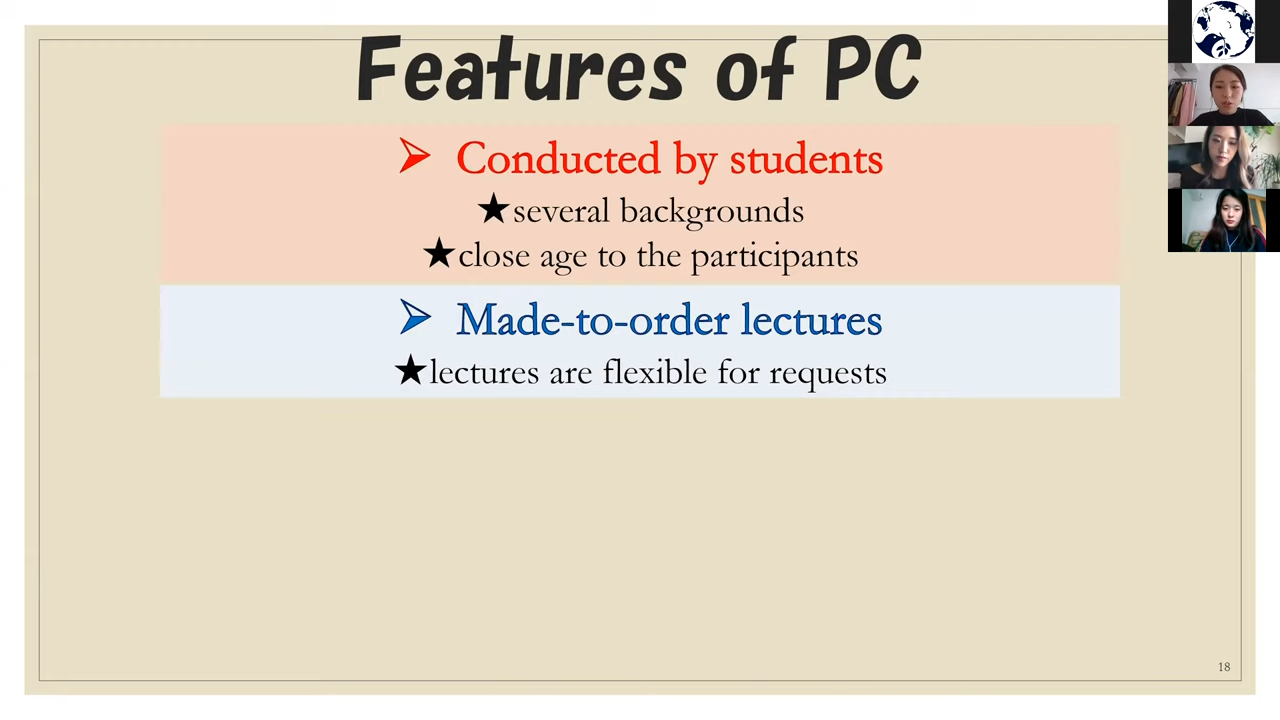 Features of PC
➢ Conducted by students
★several backgrounds
★close age to the participants
➢ Made-to-order lectures
★lectures are flexible for requests
18